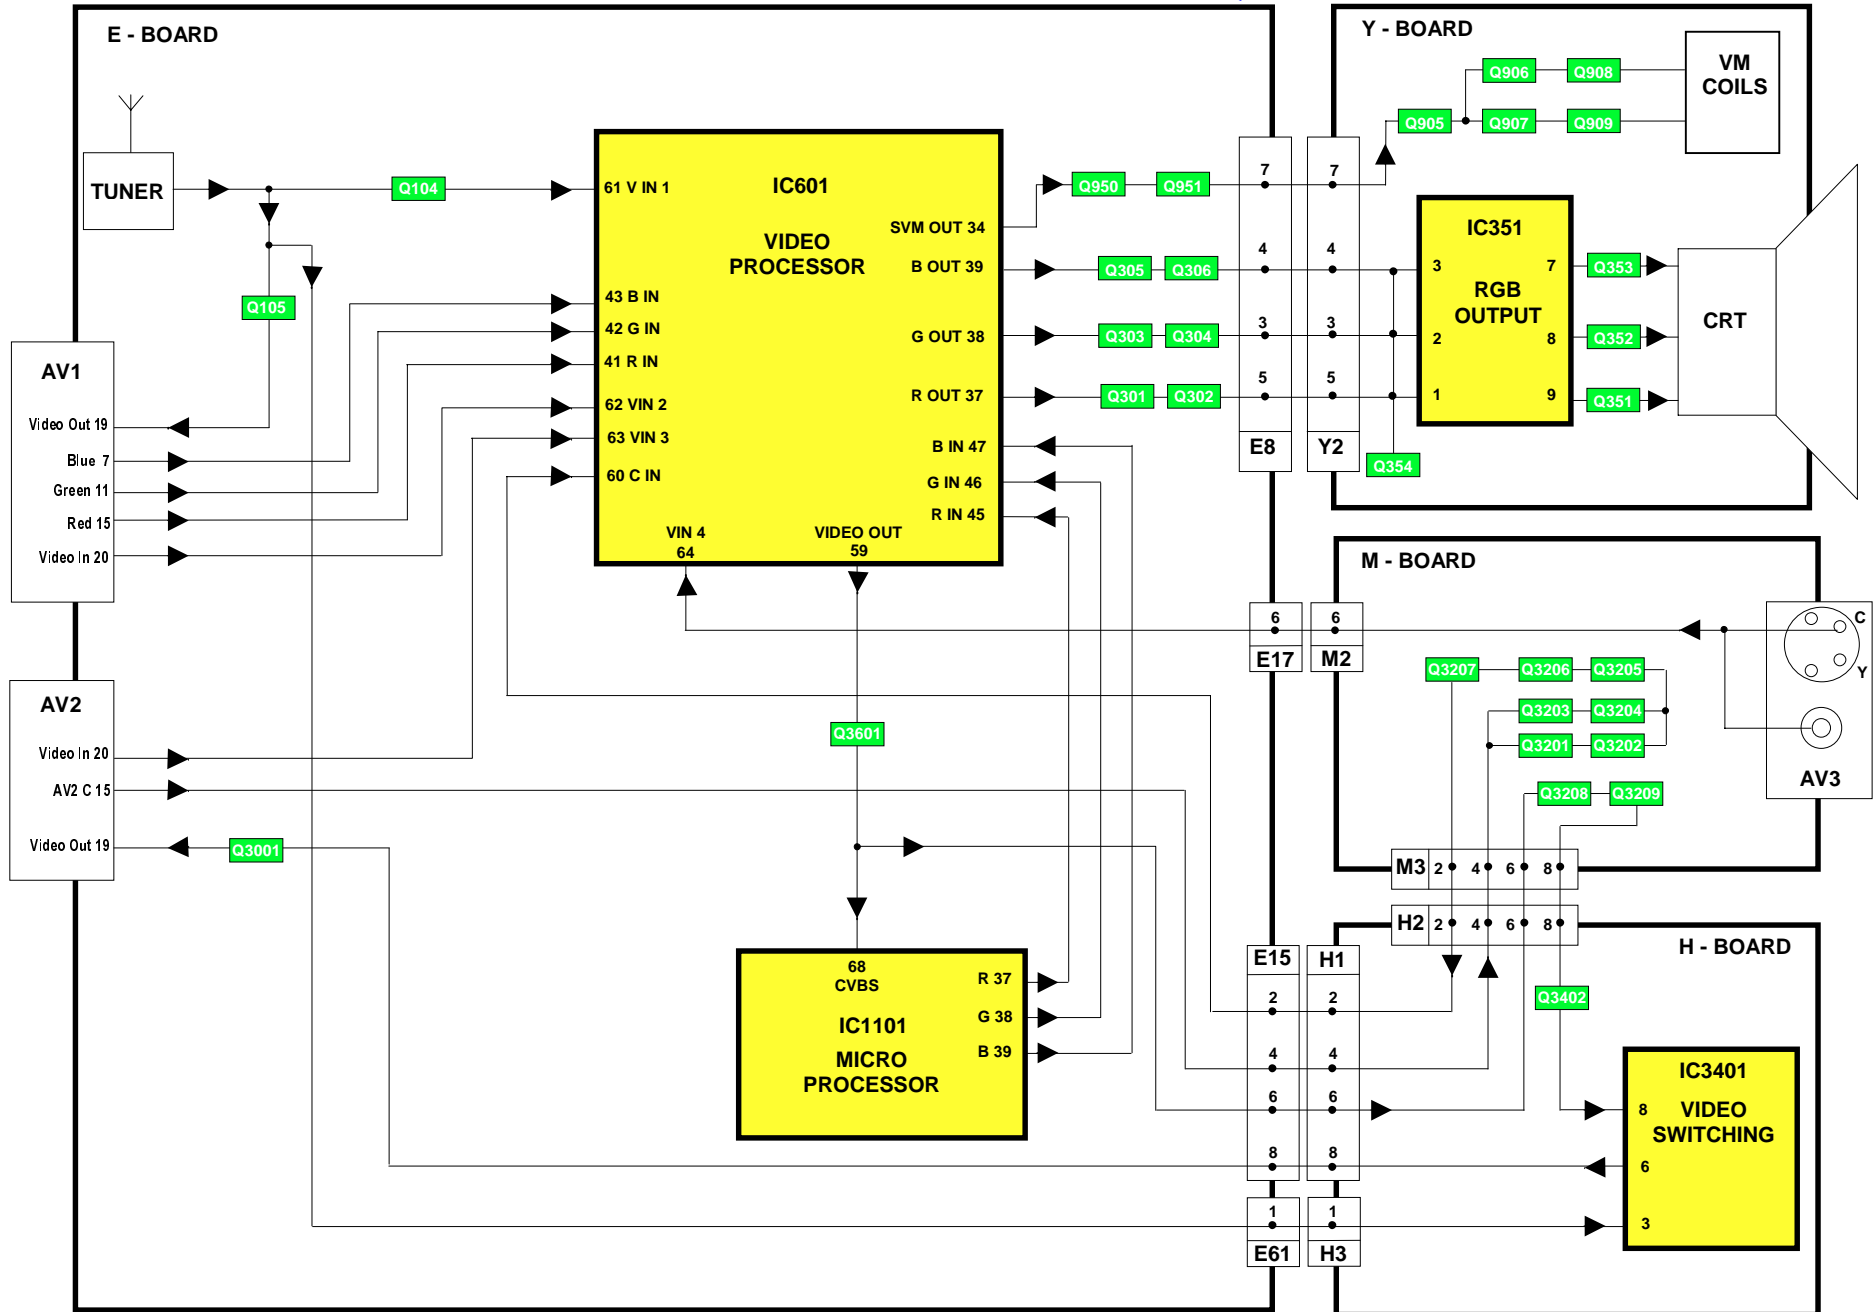 E - BOARD
TUNER
Q104
Q105
61 V IN 1
IC601
VIDEO
PROCESSOR
SVM OUT 34
B OUT 39
G OUT 38
R OUT 37
B IN 47
G IN 46
R IN 45
43 B IN
42 G IN
41 R IN
62 VIN 2
63 VIN 3
60 C IN
VIN 4
64
VIDEO OUT
59
AV1
Video Out 19
Blue 7
Green 11
Red 15
Video In 20
AV2
Video In 20
AV2 C 15
Video Out 19
Q3001
Q3601
68
CVBS
IC1101
MICRO
PROCESSOR
R 37
G 38
B 39
Q950
Q951
Q305
Q306
Q303
Q304
Q301
Q302
7
4
3
5
E8
7
4
3
5
Y2
6
E17
6
M2
E15
2
4
6
8
H1
2
4
6
8
1
E61
1
H3
Y - BOARD
Q905
Q906
Q908
Q907
Q909
VM
COILS
IC351
RGB
OUTPUT
3
2
1
7
8
9
Q353
Q352
Q351
Q354
CRT
M - BOARD
C
Y
AV3
Q3207
Q3206
Q3205
Q3203
Q3204
Q3201
Q3202
Q3208
Q3209
M3
2
4
6
8
H2
2
4
6
8
H - BOARD
Q3402
IC3401
VIDEO
SWITCHING
8
6
3